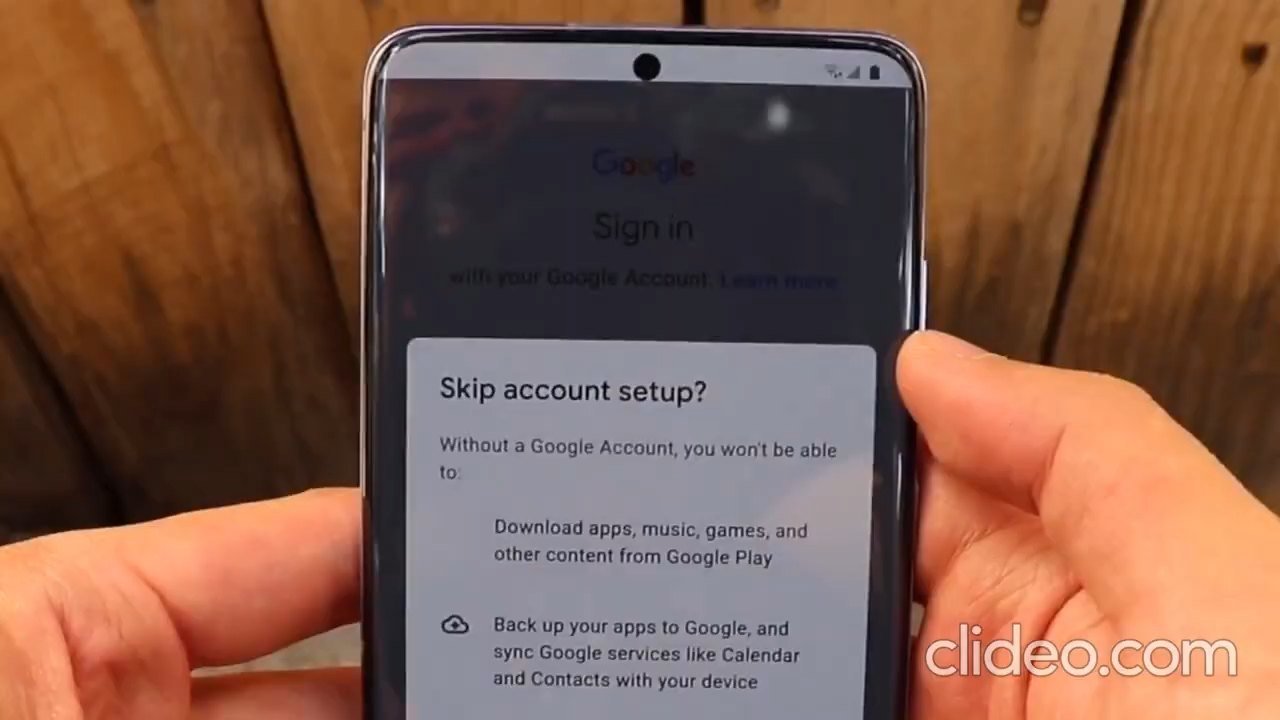 Google
Sign in
with your Google Account. Learn more
Skip account setup?
Without a Google Account, you won't be able
to:
Download apps, music, games, and
other content from Google Play
Back up your apps to Google, and
sync Google services like Calendar
and Contacts with your device
clideo.com